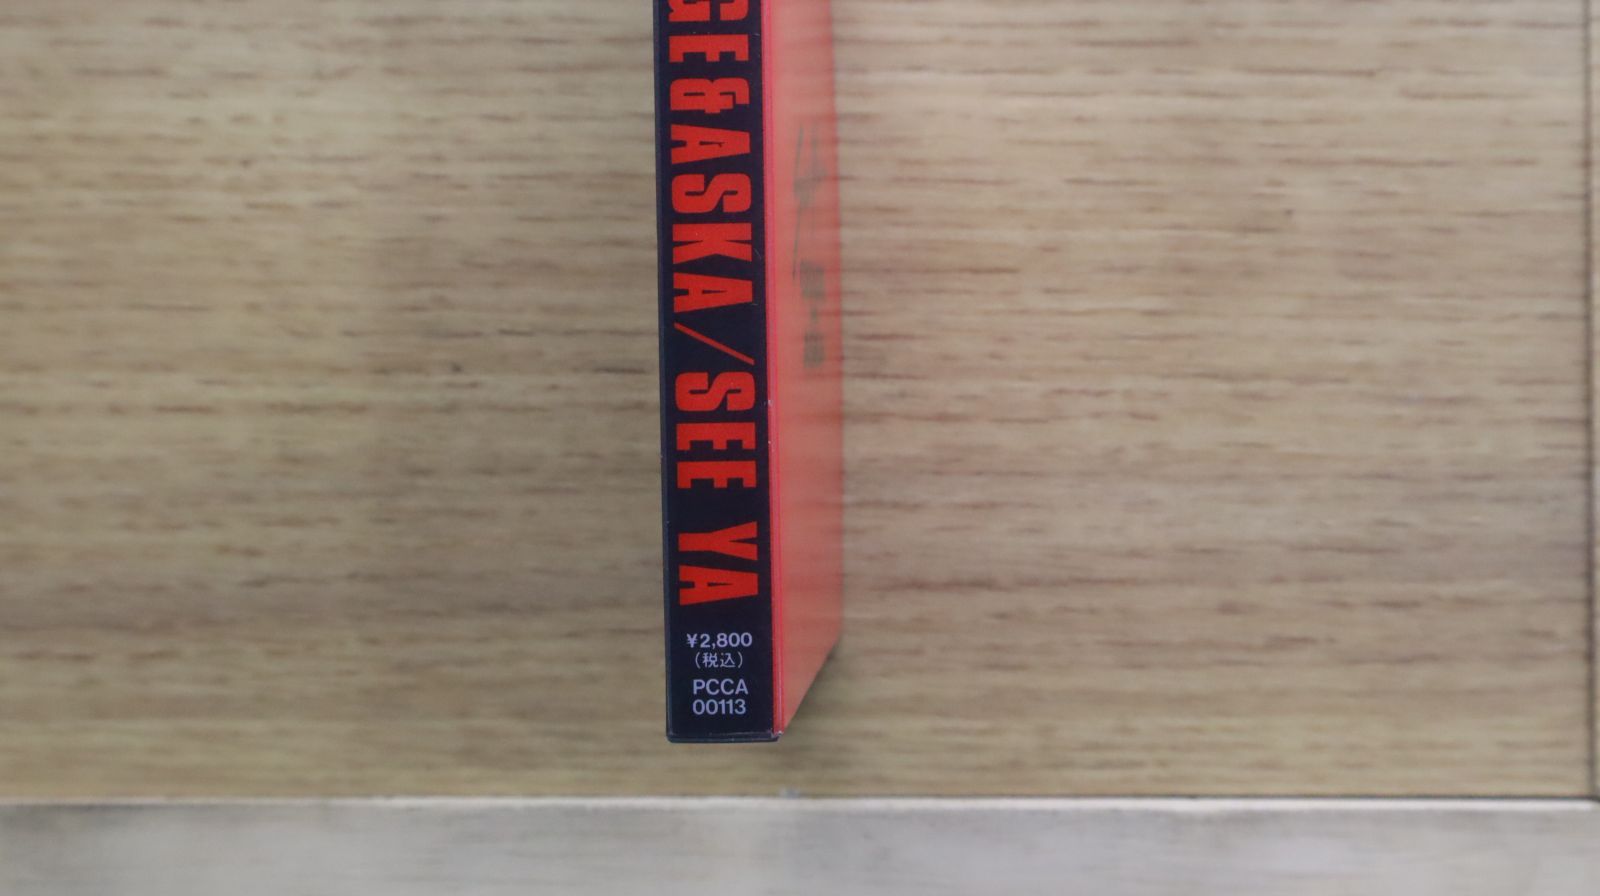 GE&ASKA/SEE YA
¥2,800
(税込)
PCCA
00113